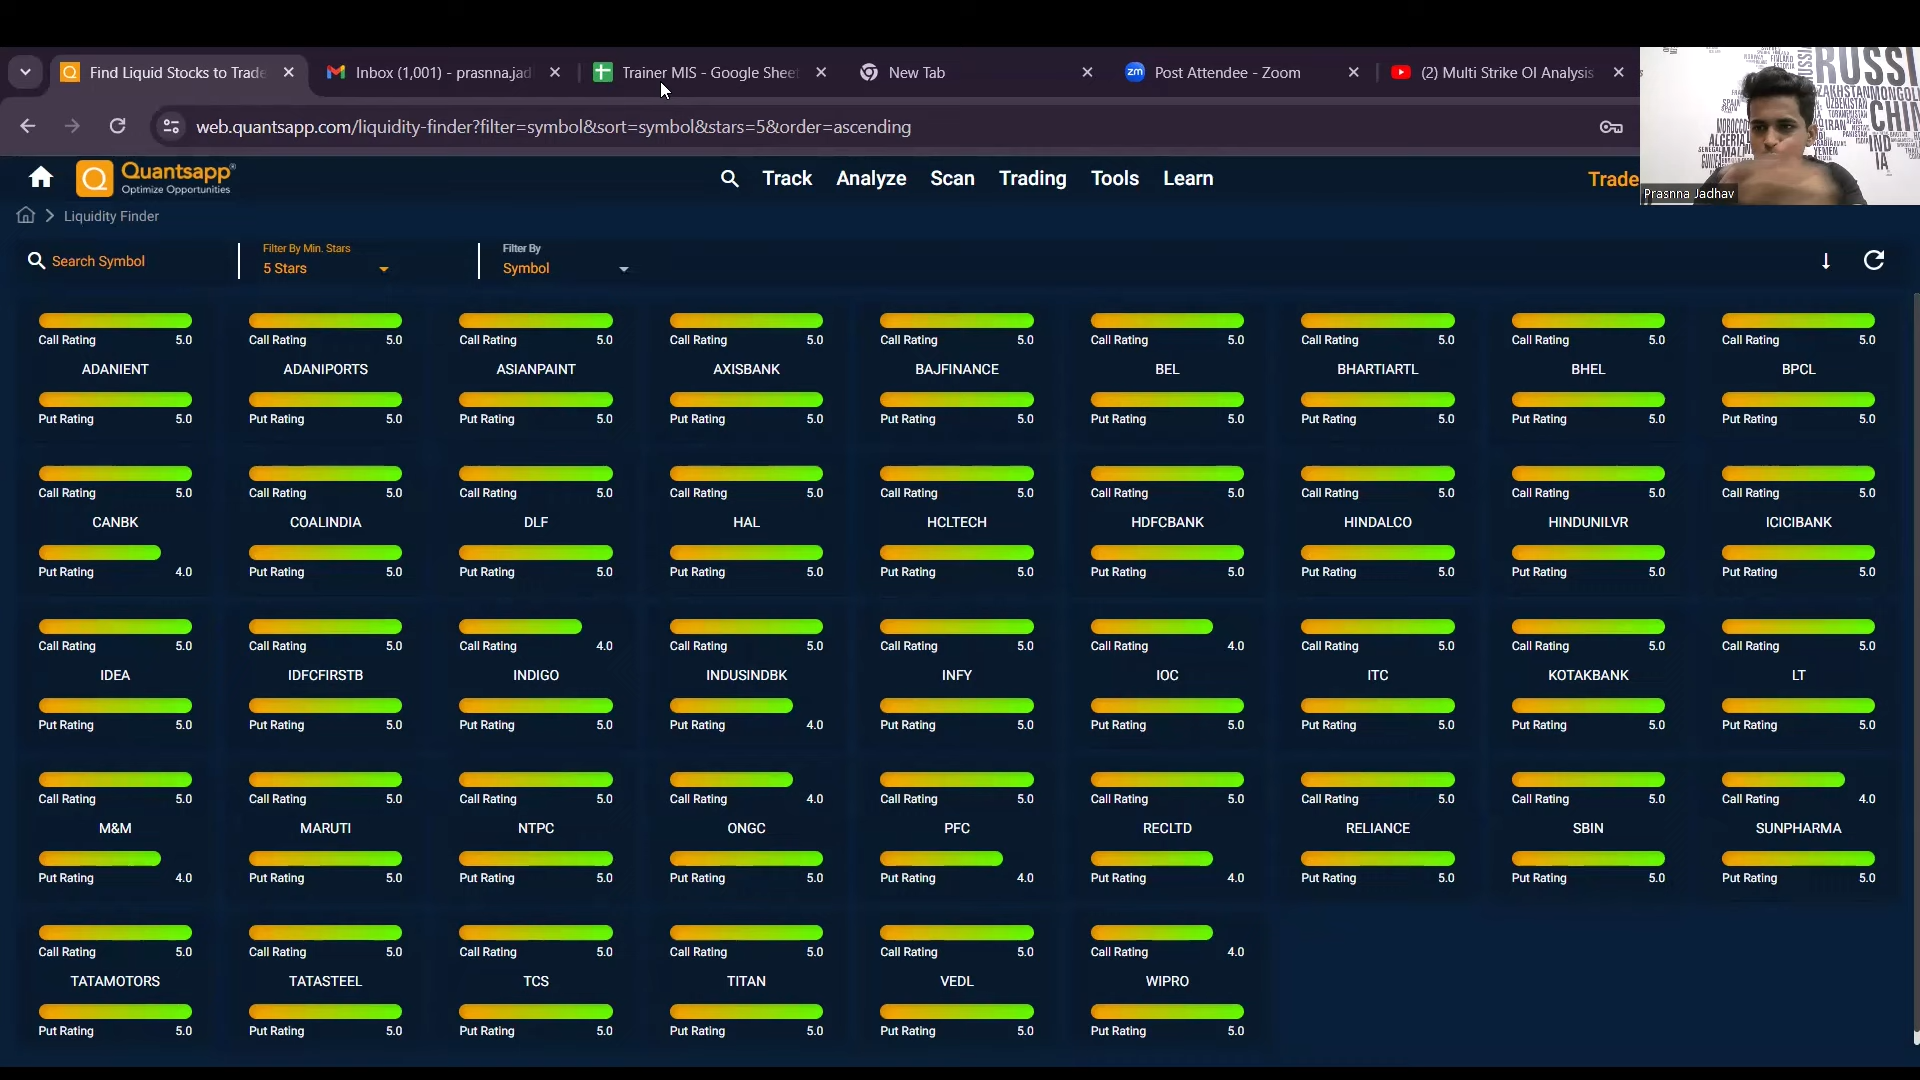 Find Liquid Stocks to Trade
Inbox (1,001) - prasnna.jad
Trainer MIS - Google Sheet
New Tab
zm
Post Attendee - Zoom
(2) Multi Strike OI Analysis
web.quantsapp.com/liquidity-finder?filter=symbol&sort=symbol&stars=5&order=ascending
Quantsapp®
Optimize Opportunities
Track
Analyze
Scan
Trading
Tools
Learn
Trade
Prasnna Jadhav
Liquidity Finder
Search Symbol
Filter By Min. Stars
5 Stars
Filter By
Symbol
Call Rating 5.0 Call Rating 5.0 Call Rating 5.0 Call Rating 5.0 Call Rating 5.0 Call Rating 5.0 Call Rating 5.0 Call Rating 5.0 Call Rating 5.0
ADANIENT ADANIPORTS ASIANPAINT AXISBANK BAJFINANCE BEL BHARTIARTL BHEL BPCL
Put Rating 5.0 Put Rating 5.0 Put Rating 5.0 Put Rating 5.0 Put Rating 5.0 Put Rating 5.0 Put Rating 5.0 Put Rating 5.0 Put Rating 5.0
Call Rating 5.0 Call Rating 5.0 Call Rating 5.0 Call Rating 5.0 Call Rating 5.0 Call Rating 5.0 Call Rating 5.0 Call Rating 5.0 Call Rating 5.0
CANBK COALINDIA DLF HAL HCLTECH HDFCBANK HINDALCO HINDUNILVR ICICIBANK
Put Rating 4.0 Put Rating 5.0 Put Rating 5.0 Put Rating 5.0 Put Rating 5.0 Put Rating 5.0 Put Rating 5.0 Put Rating 5.0 Put Rating 5.0
Call Rating 5.0 Call Rating 5.0 Call Rating 4.0 Call Rating 5.0 Call Rating 5.0 Call Rating 4.0 Call Rating 5.0 Call Rating 5.0 Call Rating 5.0
IDEA IDFCFIRSTB INDIGO INDUSINDBK INFY IOC ITC KOTAKBANK LT
Put Rating 5.0 Put Rating 5.0 Put Rating 5.0 Put Rating 4.0 Put Rating 5.0 Put Rating 5.0 Put Rating 5.0 Put Rating 5.0 Put Rating 5.0
Call Rating 5.0 Call Rating 5.0 Call Rating 5.0 Call Rating 4.0 Call Rating 5.0 Call Rating 5.0 Call Rating 5.0 Call Rating 5.0 Call Rating 4.0
M&M MARUTI NTPC ONGC PFC RECLTD RELIANCE SBIN SUNPHARMA
Put Rating 4.0 Put Rating 5.0 Put Rating 5.0 Put Rating 5.0 Put Rating 4.0 Put Rating 4.0 Put Rating 5.0 Put Rating 5.0 Put Rating 5.0
Call Rating 5.0 Call Rating 5.0 Call Rating 5.0 Call Rating 5.0 Call Rating 5.0 Call Rating 4.0
TATAMOTORS TATASTEEL TCS TITAN VEDL WIPRO
Put Rating 5.0 Put Rating 5.0 Put Rating 5.0 Put Rating 5.0 Put Rating 5.0 Put Rating 5.0